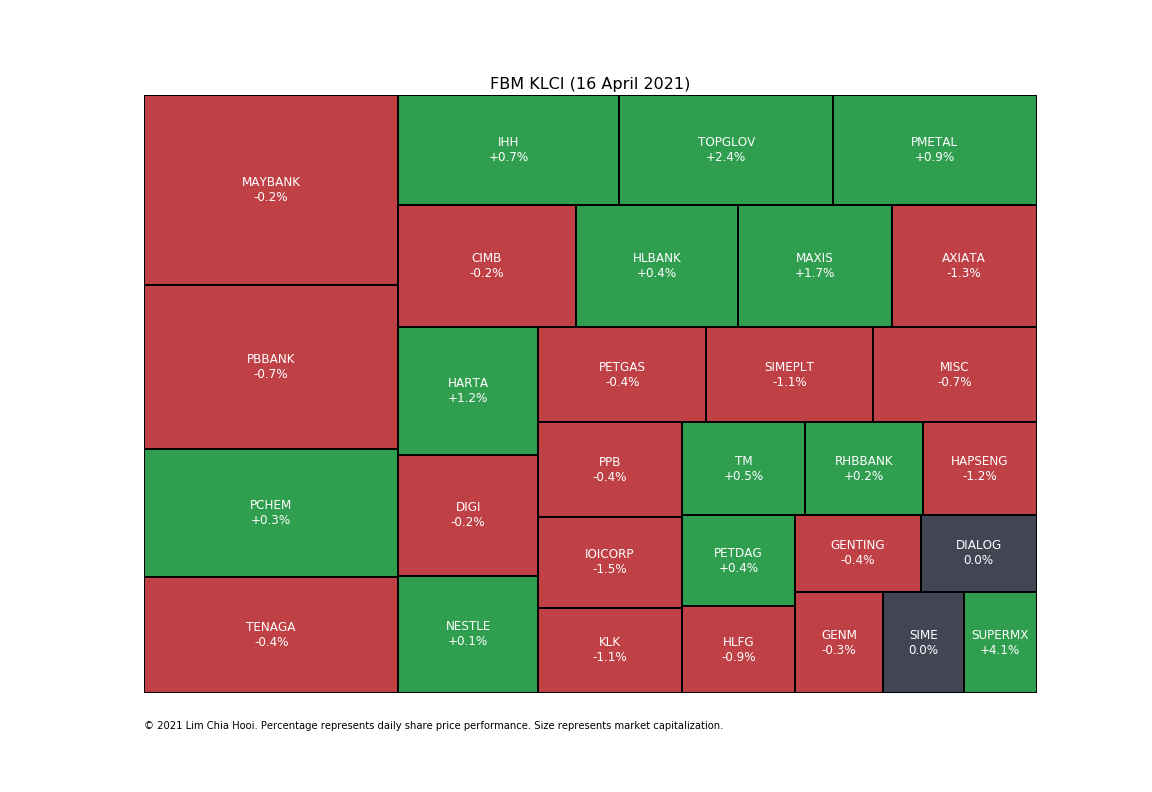 FBM KLCI (16 April 2021)
MAYBANK
-0.2%
PBBANK
-0.7%
PCHEM
+0.3%
TENAGA
-0.4%
IHH
+0.7%
TOPGLOV
+2.4%
PMETAL
+0.9%
CIMB
-0.2%
HLBANK
+0.4%
MAXIS
+1.7%
AXIATA
-1.3%
HARTA
+1.2%
DIGI
-0.2%
NESTLE
+0.1%
PETGAS
-0.4%
SIMEPLT
-1.1%
MISC
-0.7%
PPB
-0.4%
IOICORP
-1.5%
KLK
-1.1%
TM
+0.5%
RHBBANK
+0.2%
HAPSENG
-1.2%
PETDAG
+0.4%
HLFG
-0.9%
GENTING
-0.4%
DIALOG
0.0%
GENM
-0.3%
SIME
0.0%
SUPERMX
+4.1%
© 2021 Lim Chia Hooi. Percentage represents daily share price performance. Size represents market capitalization.